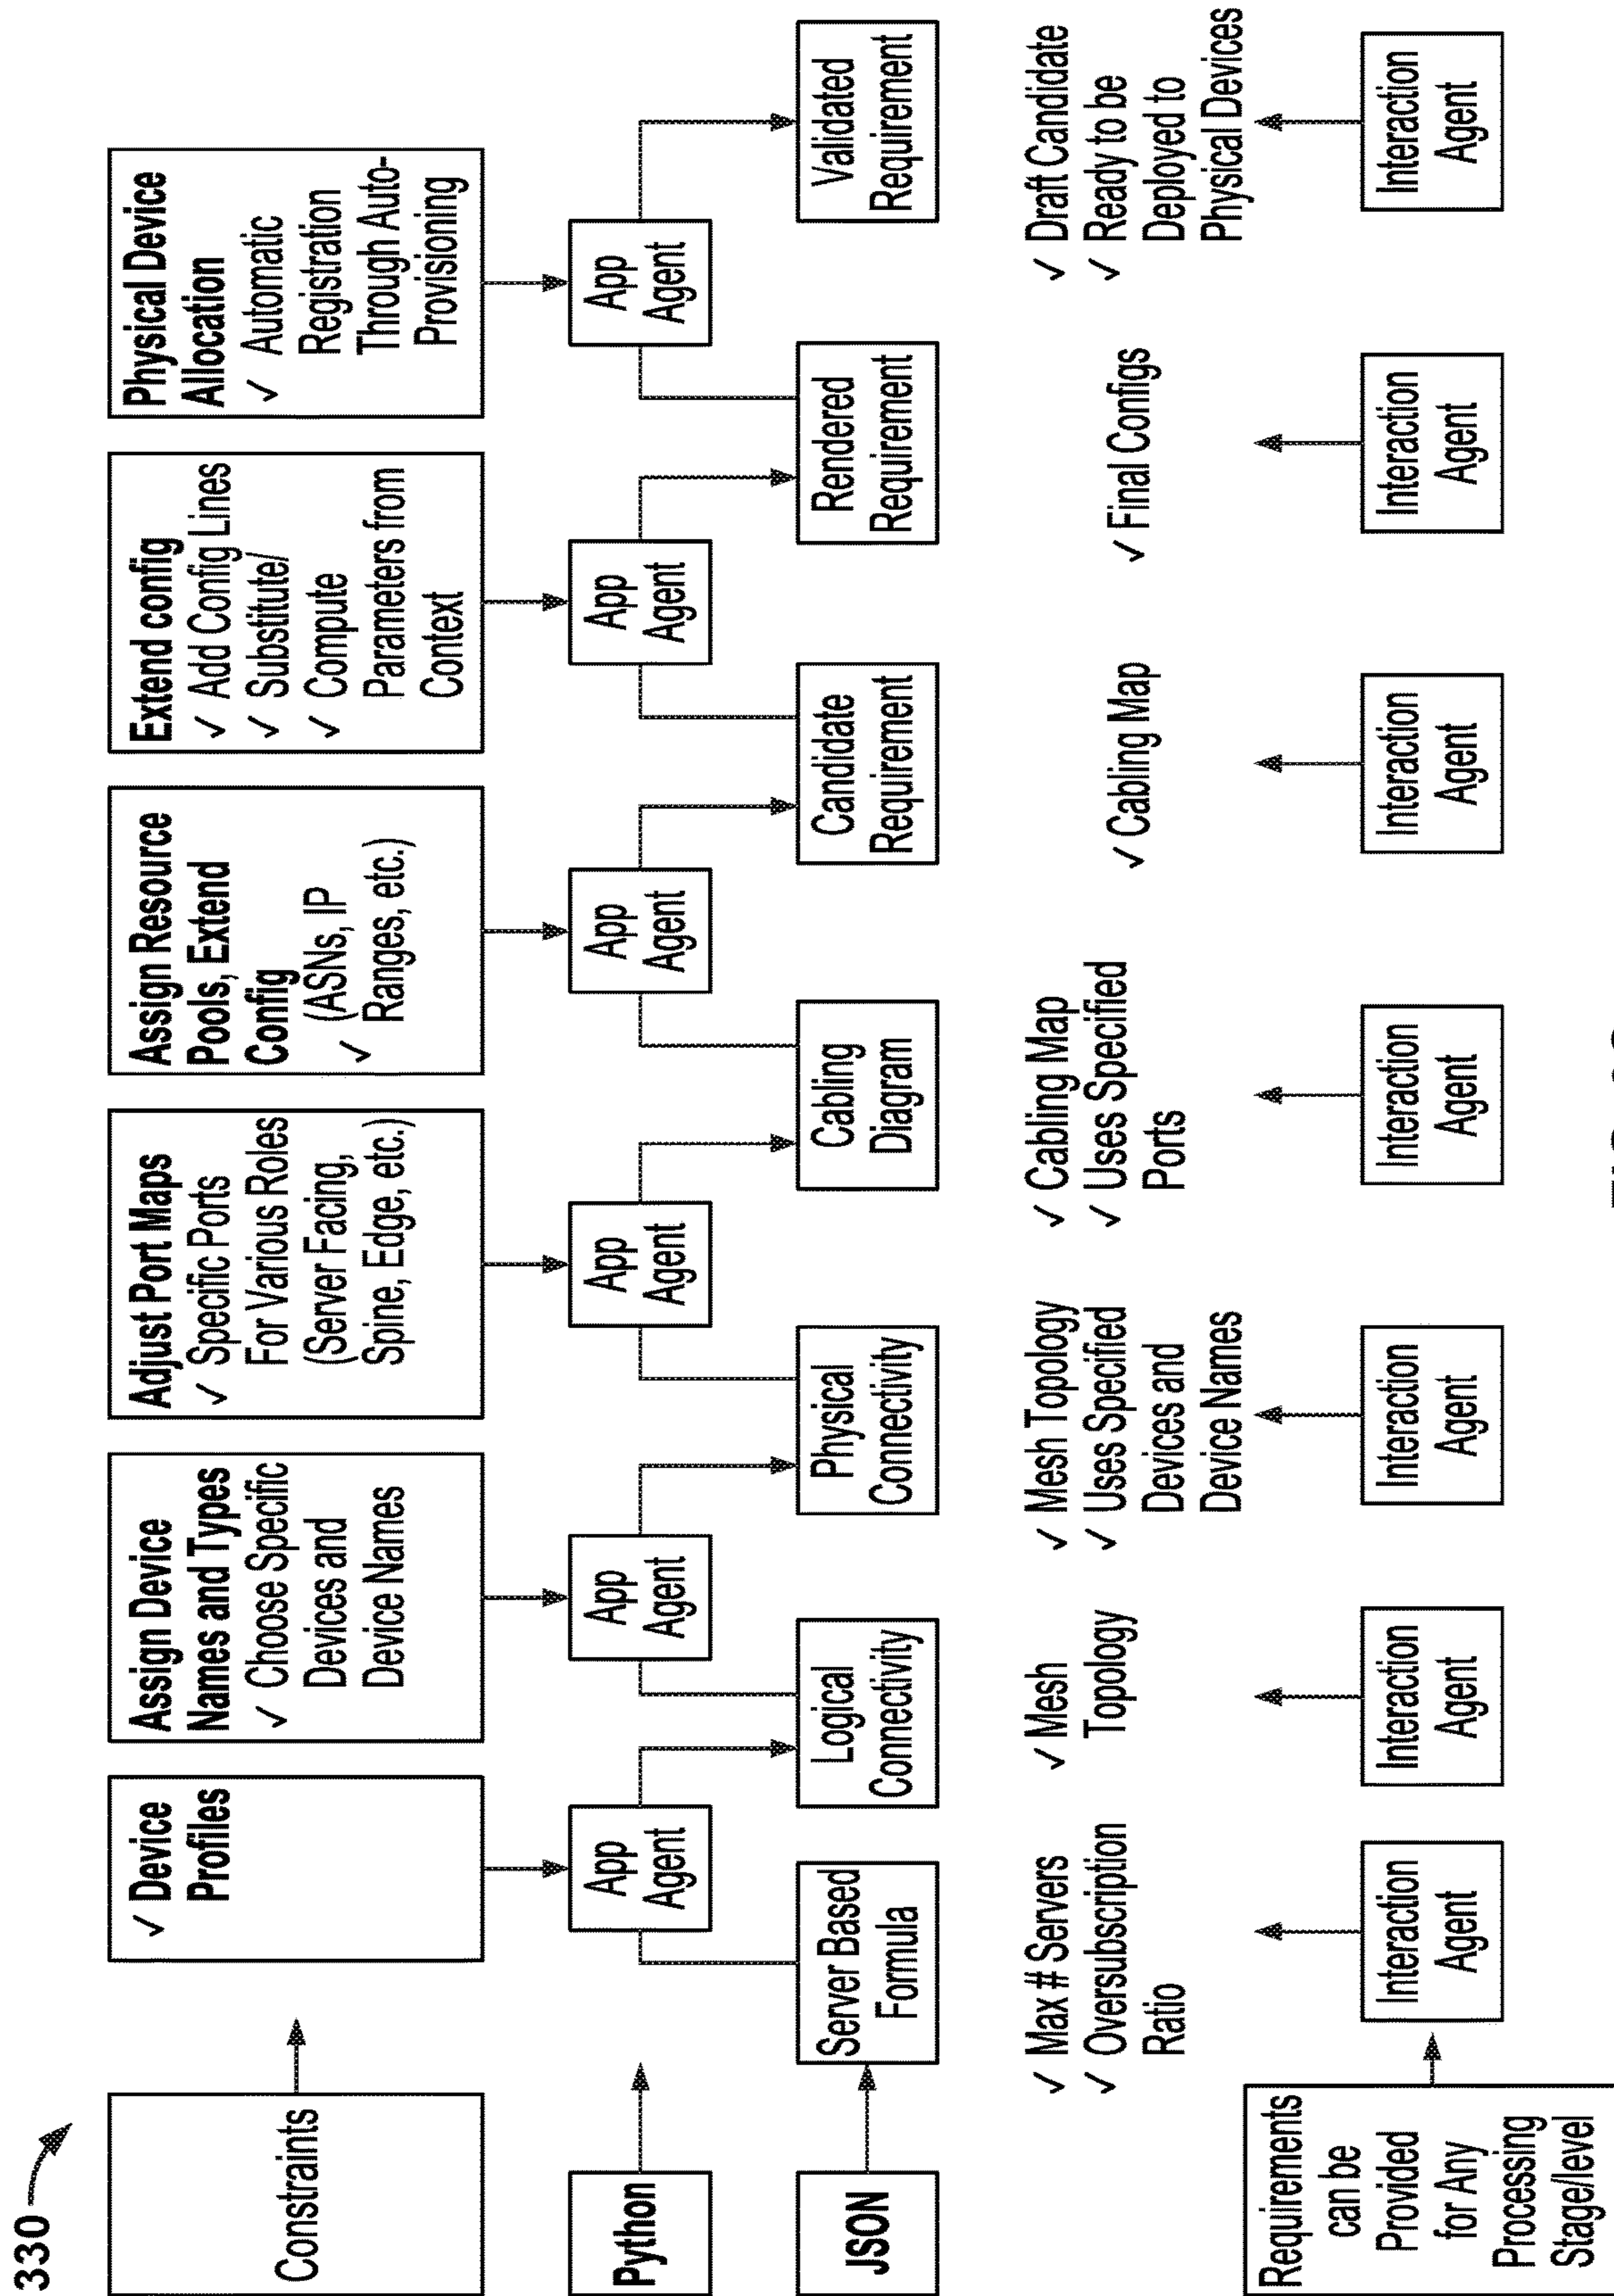 330
Constraints
✓ Device
Profiles
Assign Device
Names and Types
✓ Choose Specific
Devices and
Device Names
Adjust Port Maps
✓ Specific Ports
For Various Roles
(Server Facing,
Spine, Edge, etc.)
Assign Resource
Pools, Extend
Config
(ASNs, IP
✓ Ranges, etc.)
Extend config
✓ Add Config Lines
✓ Substitute/
✓ Compute
Parameters from
Context
Physical Device
Allocation
✓ Automatic
Registration
Through Auto-
Provisioning
Python
App
Agent
App
Agent
App
Agent
App
Agent
App
Agent
App
Agent
JSON
Server Based
Formula
Logical
Connectivity
Physical
Connectivity
Cabling
Diagram
Candidate
Requirement
Rendered
Requirement
Validated
Requirement
✓ Max # Servers
✓ Oversubscription
Ratio
✓ Mesh
Topology
✓ Mesh Topology
✓ Uses Specified
Devices and
Device Names
✓ Cabling Map
✓ Uses Specified
Ports
✓ Cabling Map
✓ Final Configs
✓ Draft Candidate
✓ Ready to be
Deployed to
Physical Devices
Requirements
can be
Provided
for Any
Processing
Stage/level
Interaction
Agent
Interaction
Agent
Interaction
Agent
Interaction
Agent
Interaction
Agent
Interaction
Agent
Interaction
Agent